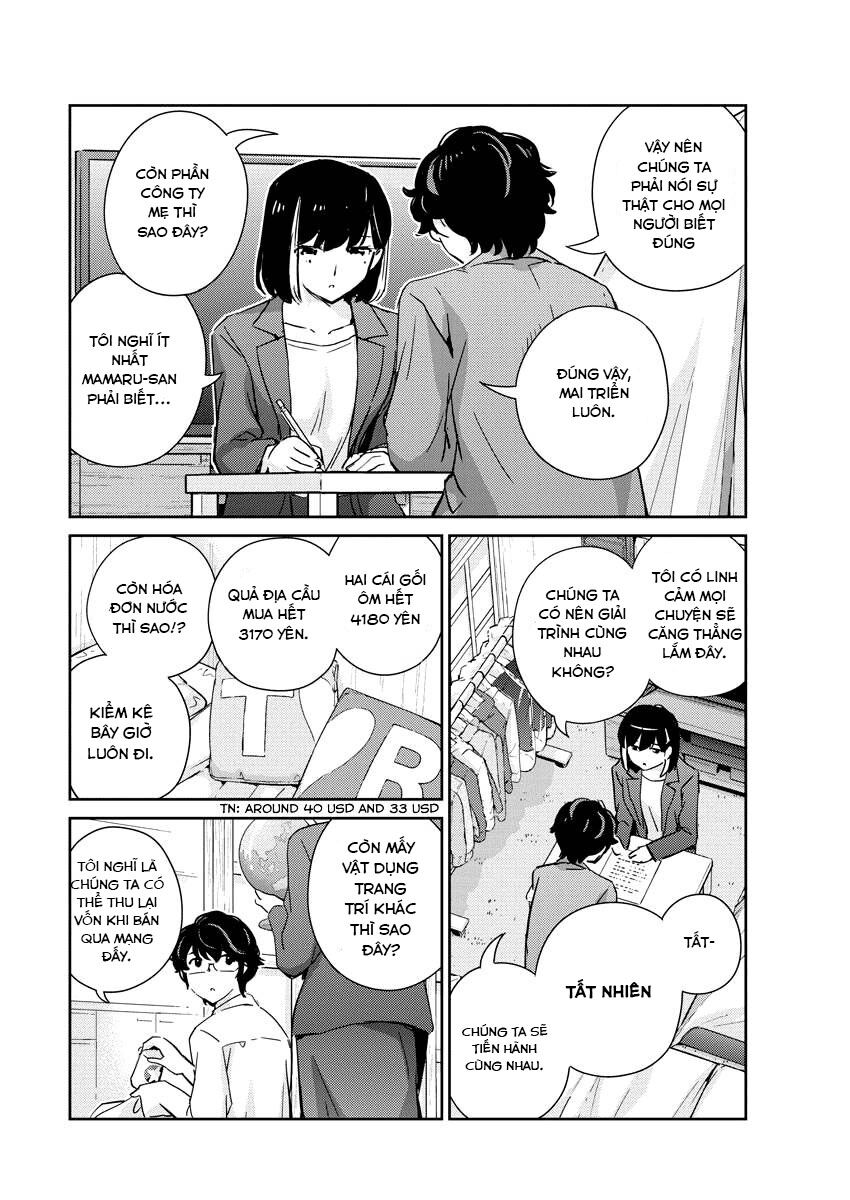 VẬY NÊN
CHÚNG TA
PHẢI NÓI SỰ
THẬT CHO MỌI
NGƯỜI BIẾT
ĐÚNG
ĐÚNG VẬY,
MAI TRIỂN
LUÔN.
CÒN PHẦN
CÔNG TY
MẸ THÌ
SAO ĐÂY?
TÔI NGHĨ ÍT
NHẤT
MAMARU-SAN
PHẢI BIẾT...
TÔI CÓ LINH
CẢM MỌI
CHUYỆN SẼ
CĂNG THẲNG
LẮM ĐÂY.
CHÚNG TA
CÓ NÊN GIẢI
TRÌNH CÙNG
NHAU
KHÔNG?
TẤT-
TẤT NHIÊN
CHÚNG TA SẼ
TIẾN HÀNH
CÙNG NHAU.
HAI CÁI GỐI
ÔM HẾT
4180 YÊN
QUẢ ĐỊA CẦU
MUA HẾT
3170 YÊN.
CÒN HÓA
ĐƠN NƯỚC
THÌ SAO!?
KIỂM KÊ
BÂY GIỜ
LUÔN ĐI.
T
R
TN: AROUND 40 USD AND 33 USD
CÒN MẤY
VẬT DỤNG
TRANG
TRÍ KHÁC
THÌ SAO
ĐÂY?
TÔI NGHĨ LÀ
CHÚNG TA CÓ
THỂ THU LẠI
VỐN KHI BÁN
QUA MẠNG
ĐẤY.